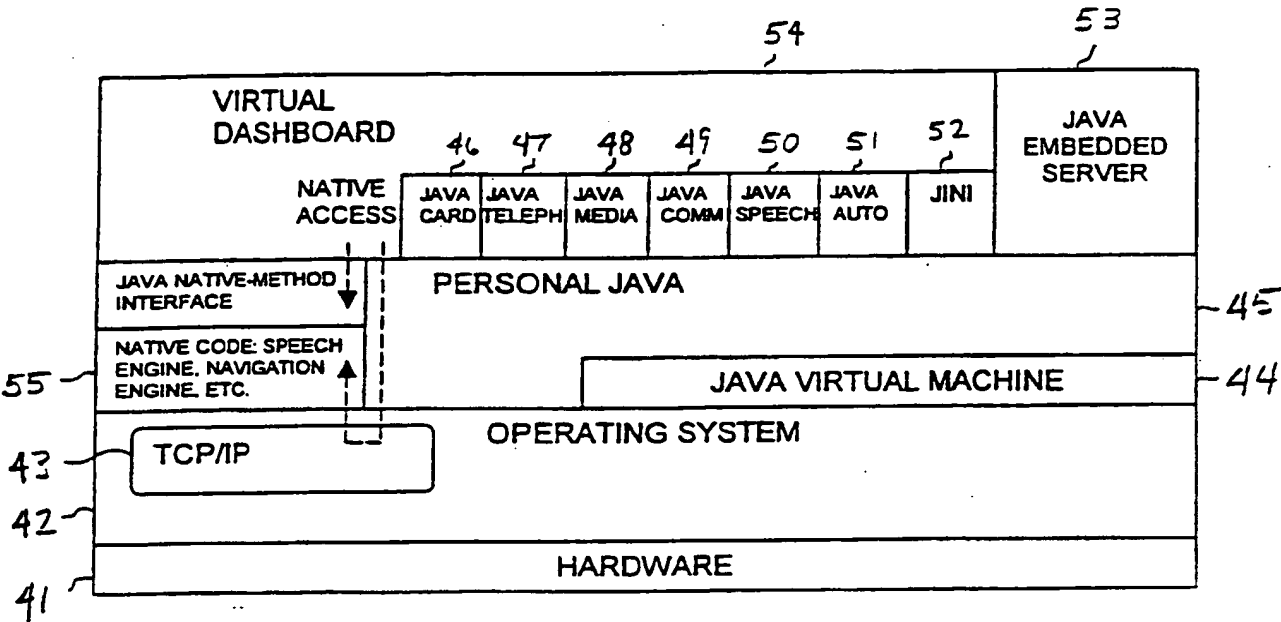 54
53
VIRTUAL
DASHBOARD
JAVA
EMBEDDED
SERVER
46 47 48 49 50 51 52
NATIVE
ACCESS
JAVA
CARD
JAVA
TELEPH
JAVA
MEDIA
JAVA
COMM
JAVA
SPEECH
JAVA
AUTO
JINI
JAVA NATIVE-METHOD
INTERFACE
PERSONAL JAVA
45
NATIVE CODE: SPEECH
ENGINE, NAVIGATION
ENGINE, ETC.
55
JAVA VIRTUAL MACHINE
44
OPERATING SYSTEM
43
TCP/IP
42
HARDWARE
41